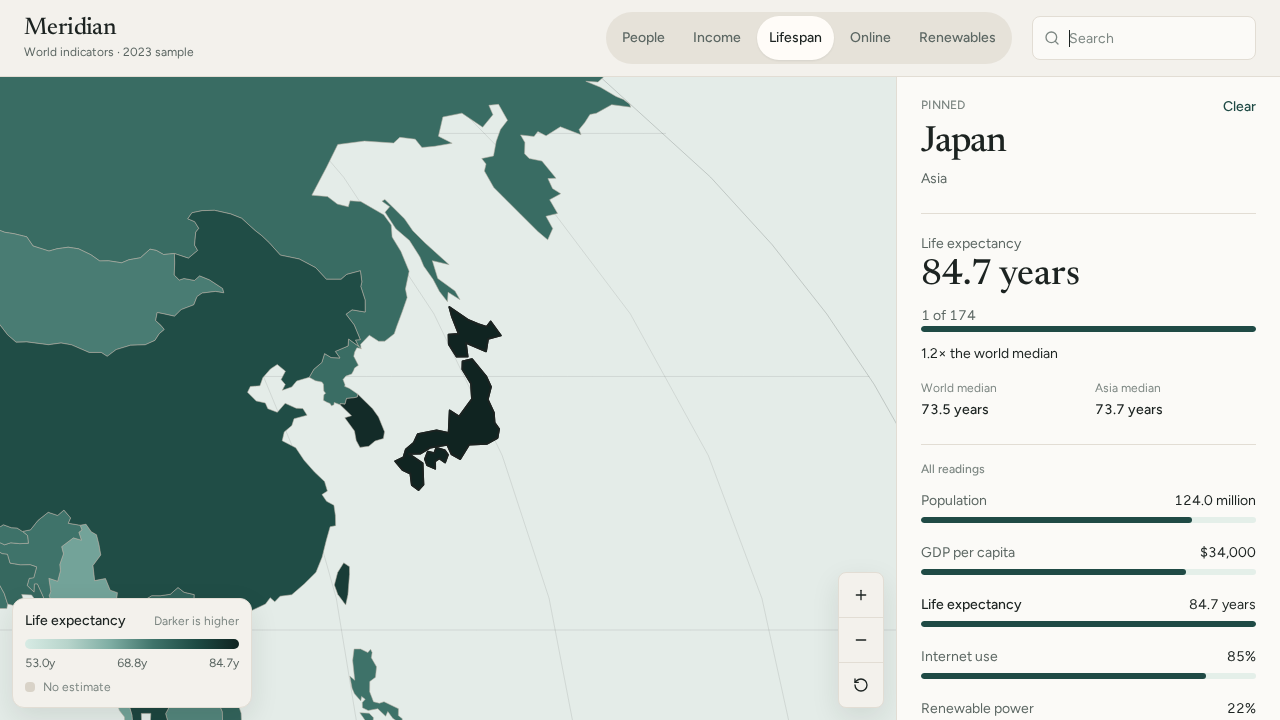 Meridian
World indicators · 2023 sample
People
Income
Lifespan
Online
Renewables
Search
PINNED
Clear
Japan
Asia
Life expectancy
84.7 years
1 of 174
1.2× the world median
World median
Asia median
73.5 years
73.7 years
All readings
Population
124.0 million
GDP per capita
$34,000
Life expectancy
84.7 years
Internet use
85%
Renewable power
22%
Life expectancy
Darker is higher
53.0y
68.8y
84.7y
No estimate